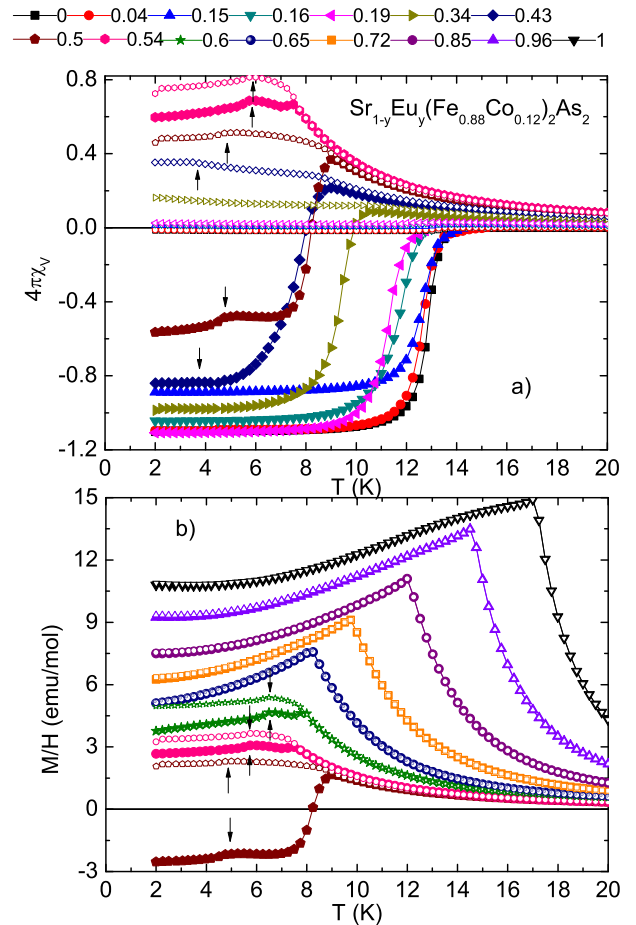 0 0.04 0.15 0.16 0.19 0.34 0.43
0.5 0.54 0.6 0.65 0.72 0.85 0.96 1
0.8
Sr1-yEuy(Fe0.88Co0.12)2As2
0.4
0.0
4πχV
-0.4
-0.8
a)
-1.2
0 2 4 6 8 10 12 14 16 18 20
T (K)
15
b)
12
9
6
M/H (emu/mol)
3
0
-3
0 2 4 6 8 10 12 14 16 18 20
T (K)